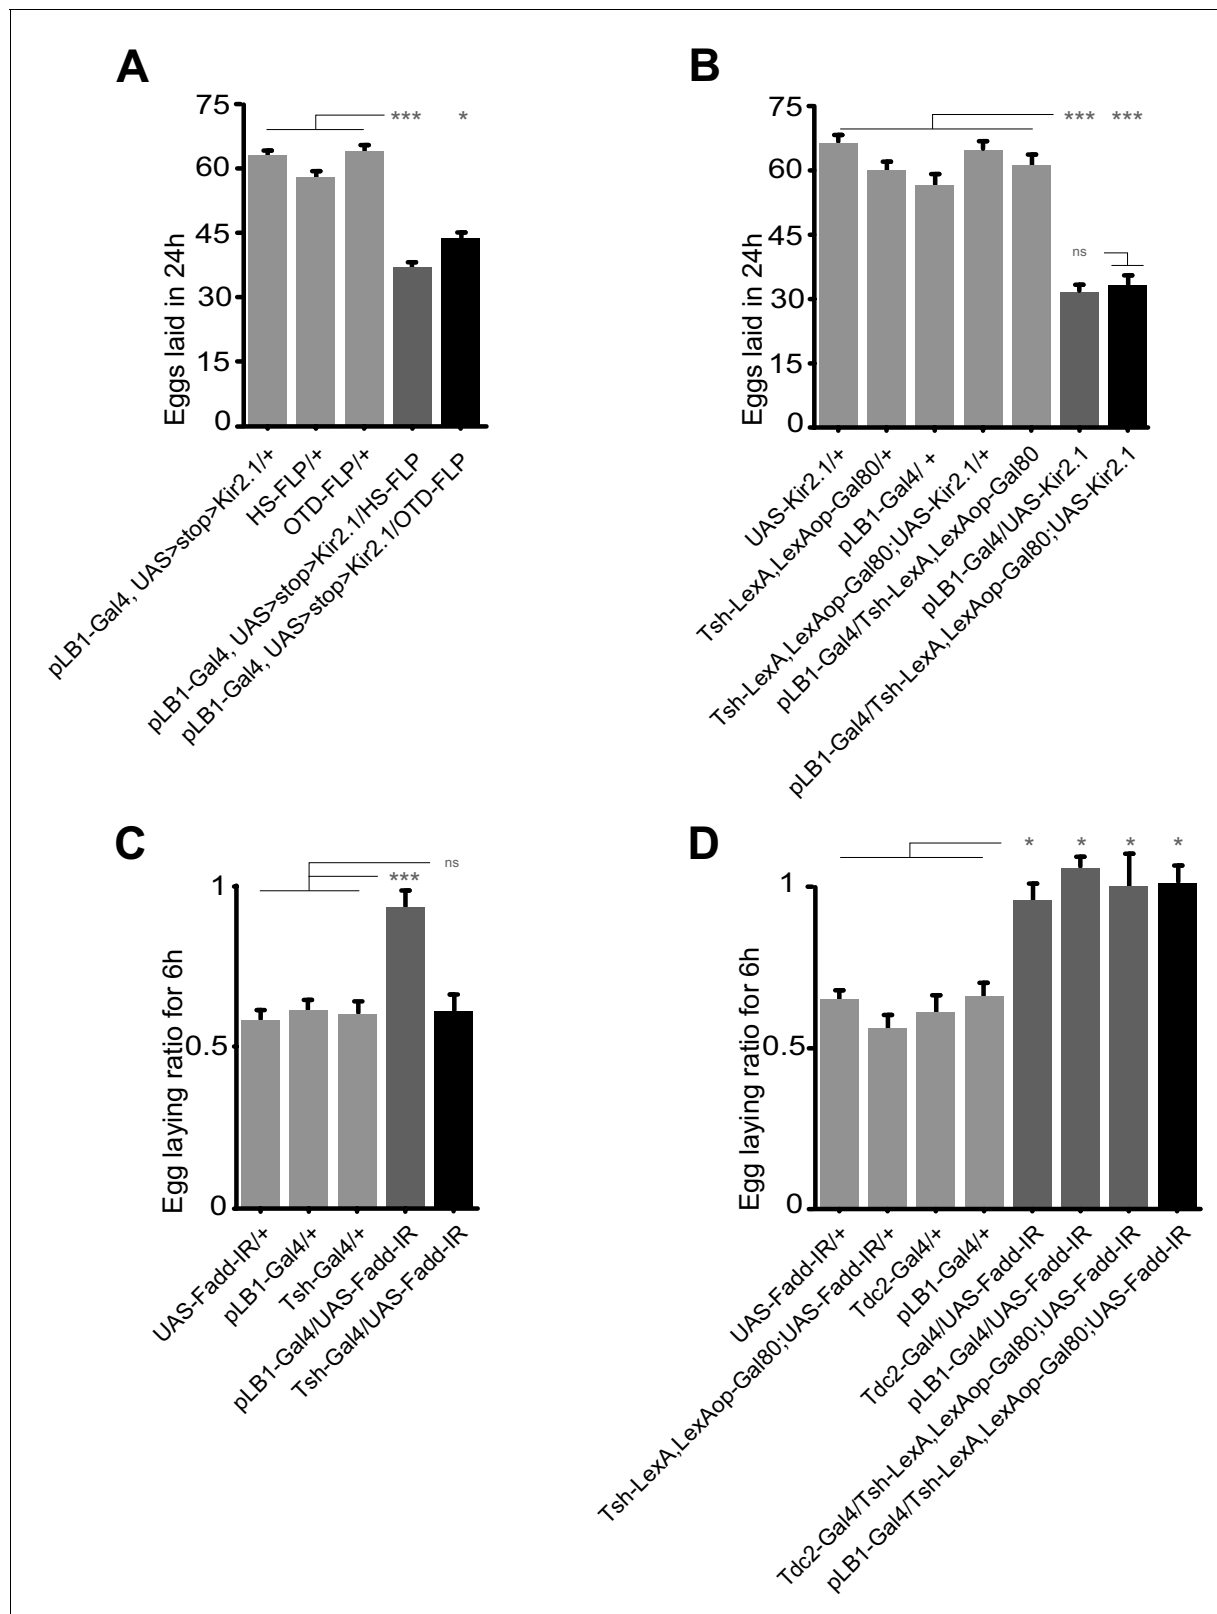 A
Eggs laid in 24h
75
60
45
30
15
0
***
*
pLB1-Gal4, UAS>stop>Kir2.1/+
HS-FLP/+
OTD-FLP/+
pLB1-Gal4, UAS>stop>Kir2.1/HS-FLP
pLB1-Gal4, UAS>stop>Kir2.1/OTD-FLP
B
Eggs laid in 24h
75
60
45
30
15
0
***
***
ns
UAS-Kir2.1/+
Tsh-LexA,LexAop-Gal80/+
pLB1-Gal4/ +
Tsh-LexA,LexAop-Gal80;UAS-Kir2.1/+
pLB1-Gal4/Tsh-LexA,LexAop-Gal80
pLB1-Gal4/UAS-Kir2.1
pLB1-Gal4/Tsh-LexA,LexAop-Gal80;UAS-Kir2.1
C
Egg laying ratio for 6h
1
0.5
0
ns
***
UAS-Fadd-IR/+
pLB1-Gal4/+
Tsh-Gal4/+
pLB1-Gal4/UAS-Fadd-IR
Tsh-Gal4/UAS-Fadd-IR
D
Egg laying ratio for 6h
1
0.5
0
*
*
*
*
UAS-Fadd-IR/+
Tsh-LexA,LexAop-Gal80;UAS-Fadd-IR/+
Tdc2-Gal4/+
pLB1-Gal4/+
Tdc2-Gal4/UAS-Fadd-IR
pLB1-Gal4/UAS-Fadd-IR
Tdc2-Gal4/Tsh-LexA,LexAop-Gal80;UAS-Fadd-IR
pLB1-Gal4/Tsh-LexA,LexAop-Gal80;UAS-Fadd-IR